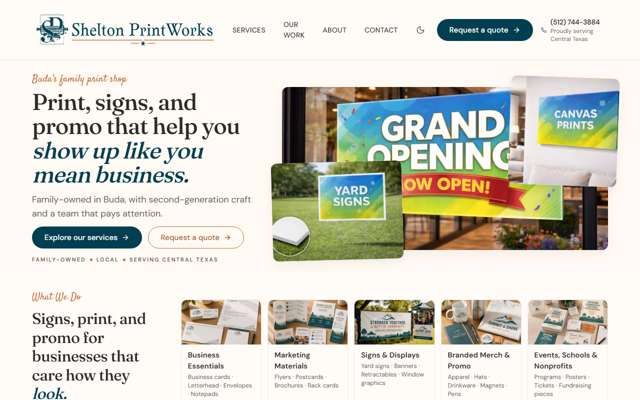 Shelton PrintWorks
SERVICES
OUR WORK
ABOUT
CONTACT
Request a quote →
(512) 744-3884
Proudly serving
Central Texas
Buda's family print shop
Print, signs, and
promo that help you
show up like you
mean business.
Family-owned in Buda, with second-generation craft
and a team that pays attention.
Explore our services →
Request a quote →
FAMILY-OWNED ★ LOCAL ★ SERVING CENTRAL TEXAS
GRAND
OPENING
NOW OPEN!
CANVAS
PRINTS
YARD
SIGNS
What We Do
Signs, print, and
promo for
businesses that
care how they
look.
Business
Essentials
Business cards ·
Letterhead · Envelopes
· Notepads
Marketing
Materials
Flyers · Postcards ·
Brochures · Rack cards
Signs & Displays
Yard signs · Banners ·
Retractables · Window
graphics
Branded Merch &
Promo
Apparel · Hats ·
Drinkware · Magnets ·
Pens
Events, Schools &
Nonprofits
Programs · Posters ·
Tickets · Fundraising
pieces